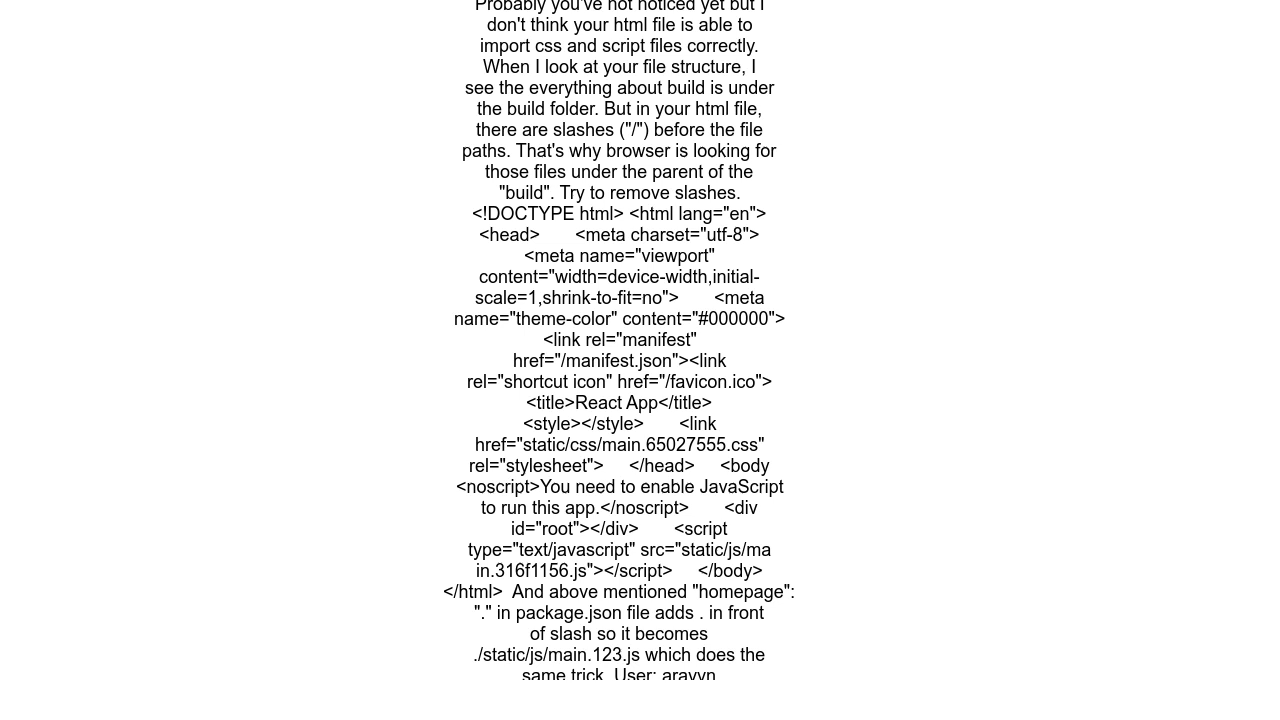 Probably you've not noticed yet but I
don't think your html file is able to
import css and script files correctly.
When I look at your file structure, I
see the everything about build is under
the build folder. But in your html file,
there are slashes ("/") before the file
paths. That's why browser is looking for
those files under the parent of the
"build". Try to remove slashes.
<!DOCTYPE html> <html lang="en">
<head>       <meta charset="utf-8">
<meta name="viewport"
content="width=device-width,initial-
scale=1,shrink-to-fit=no">       <meta
name="theme-color" content="#000000">
<link rel="manifest"
href="/manifest.json"><link
rel="shortcut icon" href="/favicon.ico">
<title>React App</title>
<style></style>       <link
href="static/css/main.65027555.css"
rel="stylesheet">     </head>     <body
<noscript>You need to enable JavaScript
to run this app.</noscript>       <div
id="root"></div>       <script
type="text/javascript" src="static/js/ma
in.316f1156.js"></script>     </body>
</html>  And above mentioned "homepage":
"." in package.json file adds . in front
of slash so it becomes
./static/js/main.123.js which does the
same trick. User: aravvn